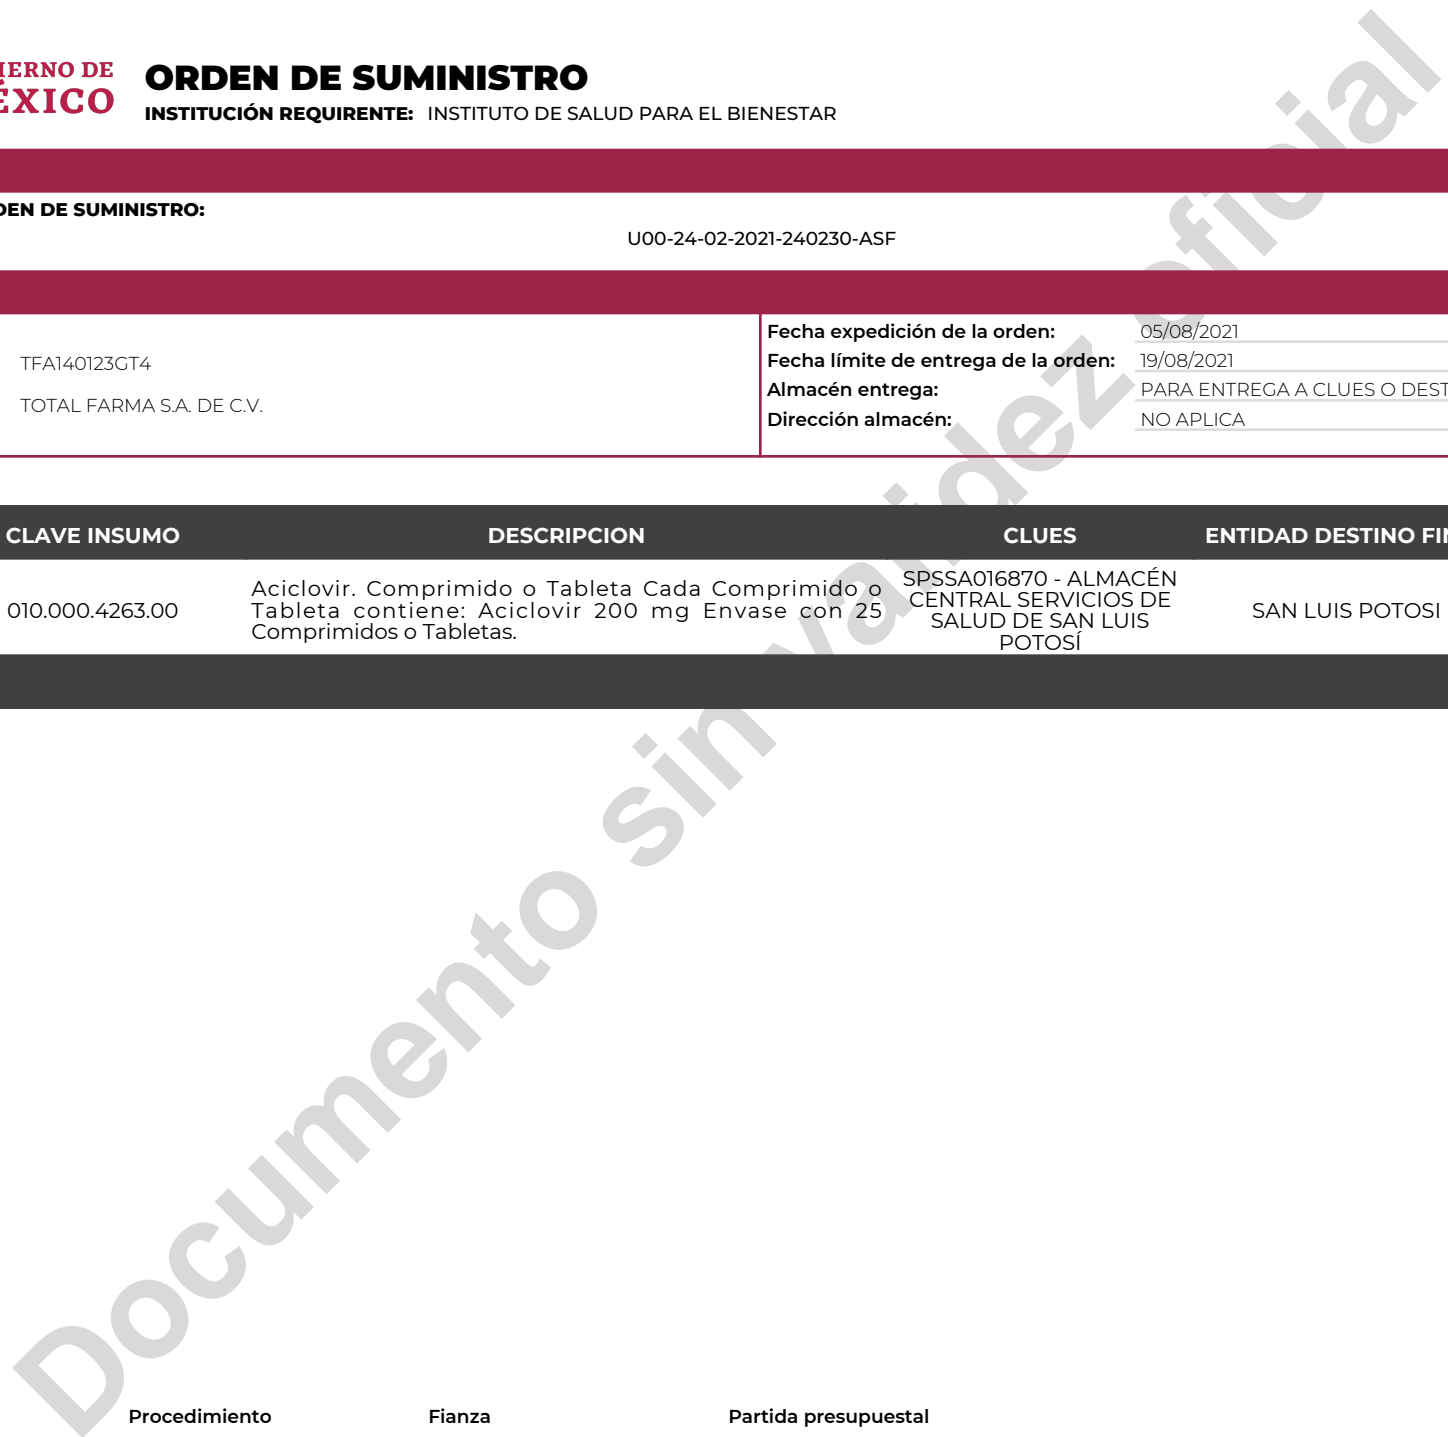 IERNO DE
ÉXICO
ORDEN DE SUMINISTRO
INSTITUCIÓN REQUIRENTE: INSTITUTO DE SALUD PARA EL BIENESTAR
DEN DE SUMINISTRO:
U00-24-02-2021-240230-ASF
TFA140123GT4
TOTAL FARMA S.A. DE C.V.
Fecha expedición de la orden: 05/08/2021
Fecha límite de entrega de la orden: 19/08/2021
Almacén entrega: PARA ENTREGA A CLUES O DEST
Dirección almacén: NO APLICA
CLAVE INSUMO DESCRIPCION CLUES ENTIDAD DESTINO FIN
010.000.4263.00
Aciclovir. Comprimido o Tableta Cada Comprimido o
Tableta contiene: Aciclovir 200 mg Envase con 25
Comprimidos o Tabletas.
SPSSA016870 - ALMACÉN
CENTRAL SERVICIOS DE
SALUD DE SAN LUIS
POTOSÍ
SAN LUIS POTOSI
Documento sin validez oficial
Procedimiento Fianza Partida presupuestal